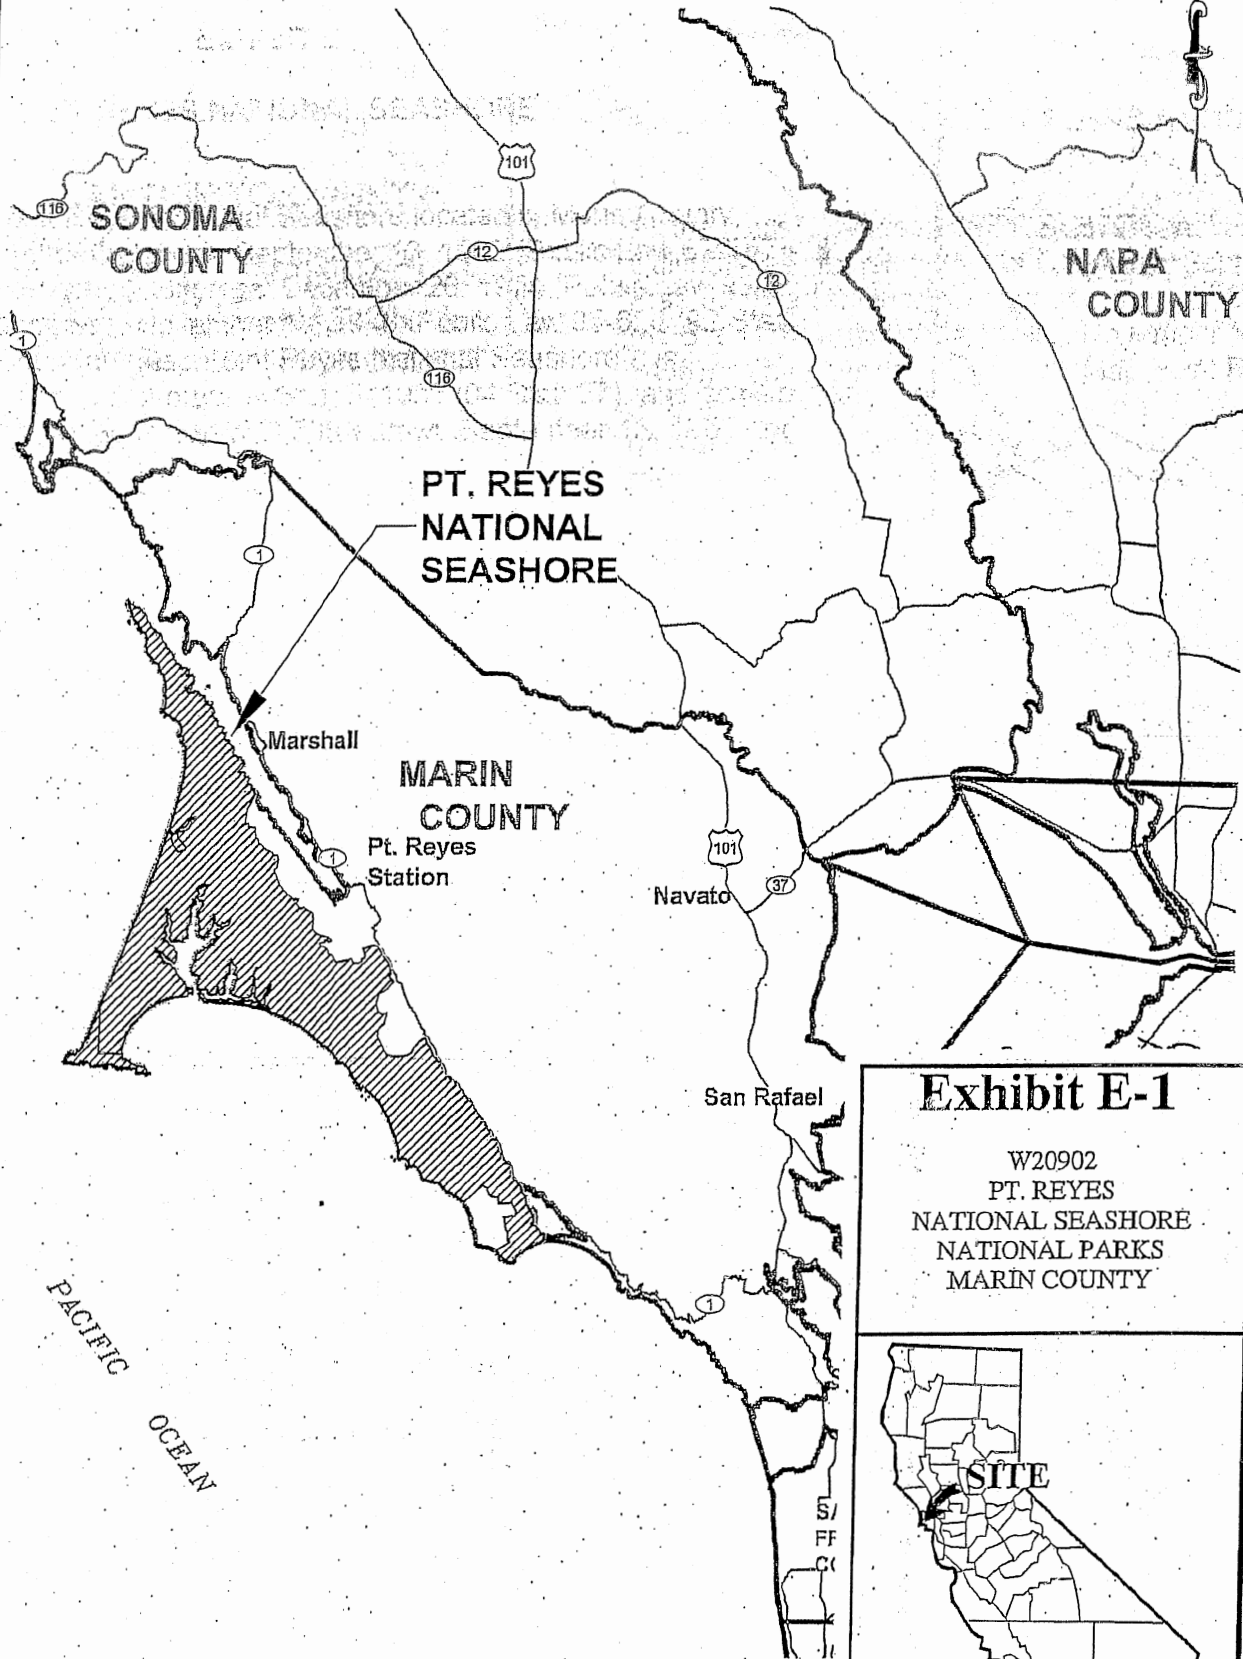 101
116
SONOMA
COUNTY
12
12
NAPA
COUNTY
1
116
PT. REYES
NATIONAL
SEASHORE
1
Marshall
MARIN
COUNTY
1
Pt. Reyes
Station
101
37
Navato
San Rafael
Exhibit E-1
W20902
PT. REYES
NATIONAL SEASHORE
NATIONAL PARKS
MARIN COUNTY
1
PACIFIC
OCEAN
SITE